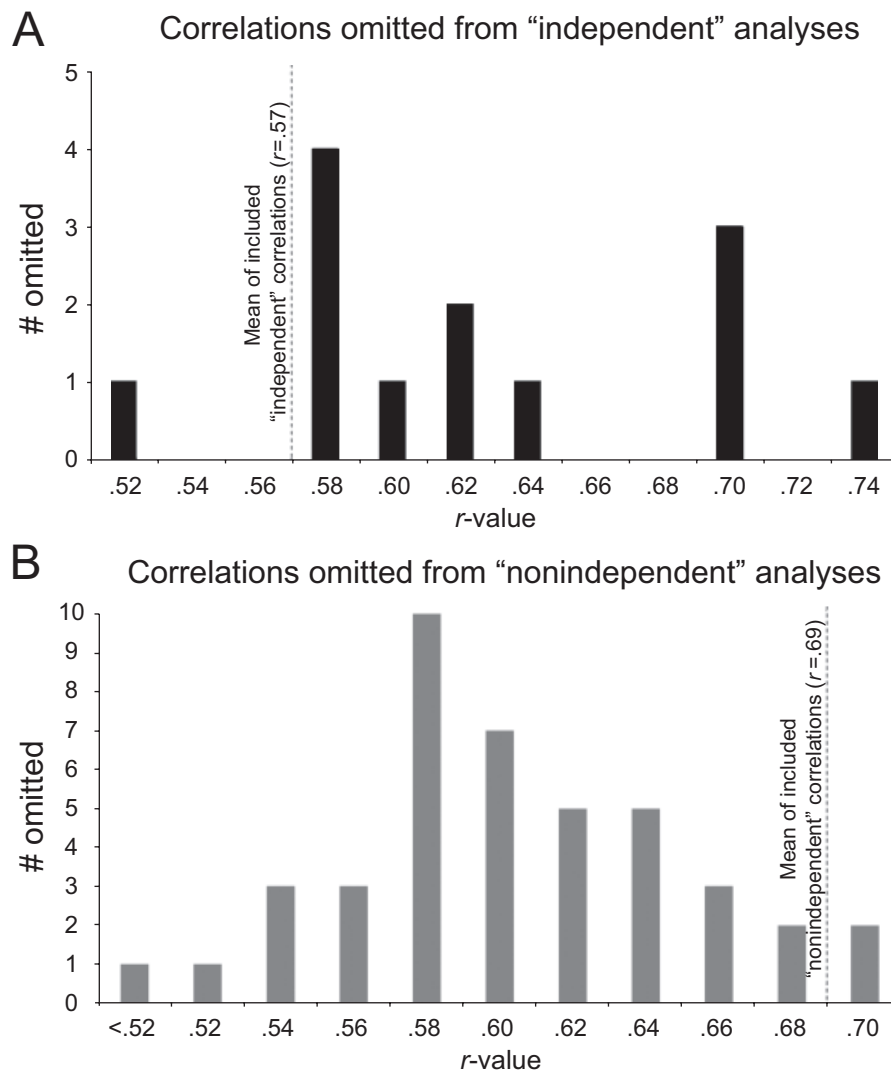 A
Correlations omitted from “independent” analyses
5
4
3
2
1
0
# omitted
Mean of included
“independent” correlations (r=.57)
.52 .54 .56 .58 .60 .62 .64 .66 .68 .70 .72 .74
r-value
B
Correlations omitted from “nonindependent” analyses
10
9
8
7
6
5
4
3
2
1
0
# omitted
Mean of included
“nonindependent” correlations (r =.69)
<.52 .52 .54 .56 .58 .60 .62 .64 .66 .68 .70
r-value